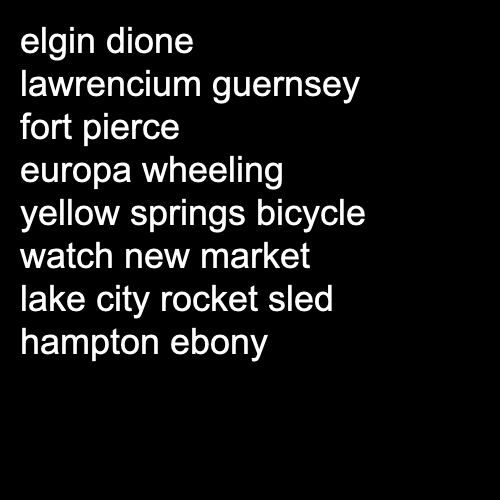 elgin dione
lawrencium guernsey
fort pierce
europa wheeling
yellow springs bicycle
watch new market
lake city rocket sled
hampton ebony